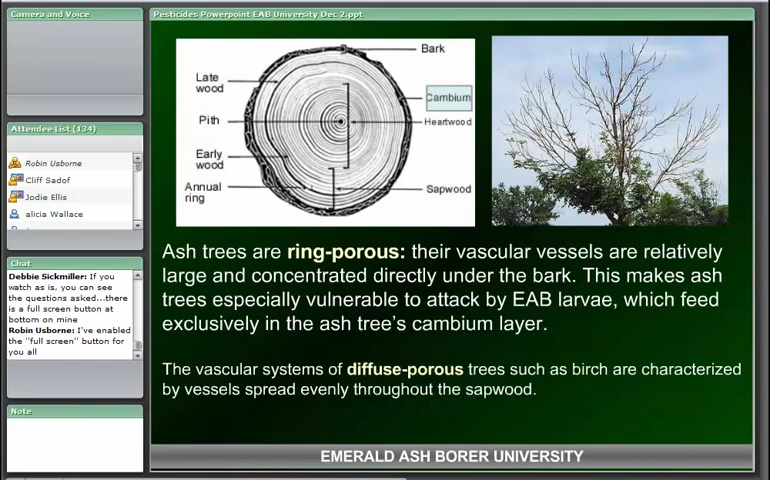 Camera and Voice
Attendee List (134)
Robin Usborne
Cliff Sadof
Jodie Ellis
alicia Wallace
Chat
Debbie Sickmiller: If you
watch as is, you can see
the questions asked...there
is a full screen button at
bottom on mine
Robin Usborne: I've enabled
the "full screen" button for
you all
Note
Pesticides Powerpoint EAB University Dec 2.ppt
Bark
Late
wood
Cambium
Pith
Heartwood
Early
wood
Annual
ring
Sapwood
Ash trees are ring-porous: their vascular vessels are relatively
large and concentrated directly under the bark. This makes ash
trees especially vulnerable to attack by EAB larvae, which feed
exclusively in the ash tree's cambium layer.
The vascular systems of diffuse-porous trees such as birch are characterized
by vessels spread evenly throughout the sapwood.
EMERALD ASH BORER UNIVERSITY